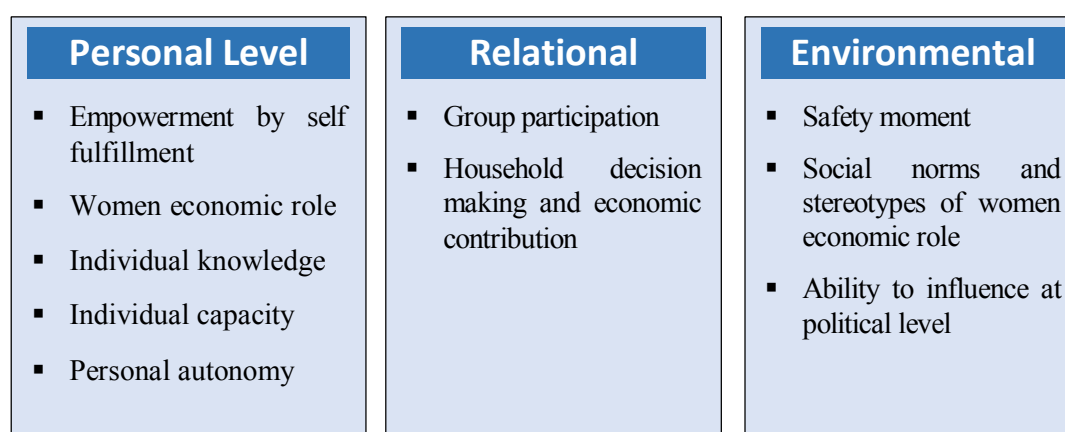 Personal Level
▪ Empowerment by self
fulfillment
▪ Women economic role
▪ Individual knowledge
▪ Individual capacity
▪ Personal autonomy
Relational
▪ Group participation
▪ Household decision
making and economic
contribution
Environmental
▪ Safety moment
▪ Social norms and
stereotypes of women
economic role
▪ Ability to influence at
political level